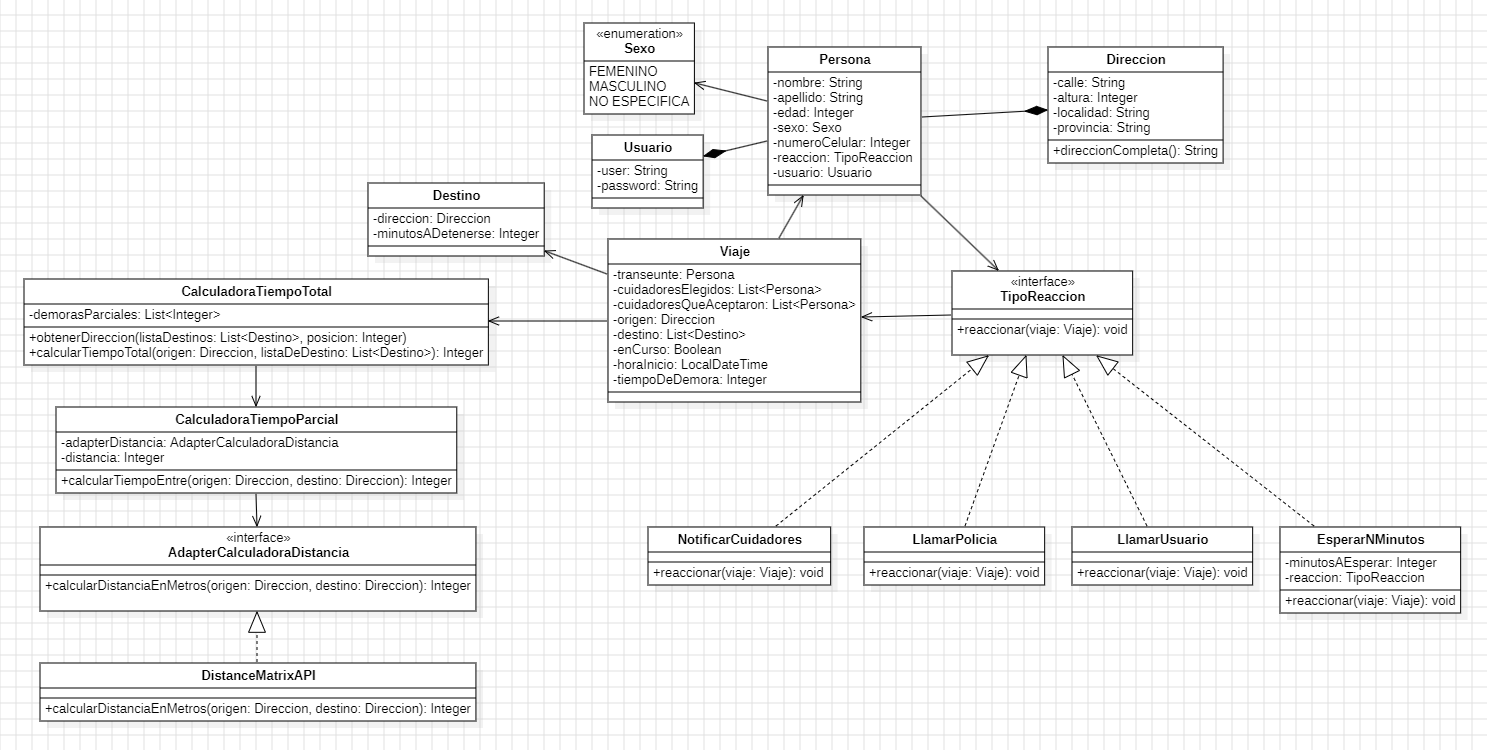 «enumeration»
Sexo
FEMENINO
MASCULINO
NO ESPECIFICA
Persona
-nombre: String
-apellido: String
-edad: Integer
-sexo: Sexo
-numeroCelular: Integer
-reaccion: TipoReaccion
-usuario: Usuario
Direccion
-calle: String
-altura: Integer
-localidad: String
-provincia: String
+direccionCompleta(): String
Usuario
-user: String
-password: String
Destino
-direccion: Direccion
-minutosADetenerse: Integer
Viaje
-transeunte: Persona
-cuidadoresElegidos: List<Persona>
-cuidadoresQueAceptaron: List<Persona>
-origen: Direccion
-destino: List<Destino>
-enCurso: Boolean
-horaInicio: LocalDateTime
-tiempoDeDemora: Integer
«interface»
TipoReaccion
+reaccionar(viaje: Viaje): void
CalculadoraTiempoTotal
-demorasParciales: List<Integer>
+obtenerDireccion(listaDestinos: List<Destino>, posicion: Integer)
+calcularTiempoTotal(origen: Direccion, listaDeDestino: List<Destino>): Integer
CalculadoraTiempoParcial
-adapterDistancia: AdapterCalculadoraDistancia
-distancia: Integer
+calcularTiempoEntre(origen: Direccion, destino: Direccion): Integer
«interface»
AdapterCalculadoraDistancia
+calcularDistanciaEnMetros(origen: Direccion, destino: Direccion): Integer
DistanceMatrixAPI
+calcularDistanciaEnMetros(origen: Direccion, destino: Direccion): Integer
NotificarCuidadores
+reaccionar(viaje: Viaje): void
LlamarPolicia
+reaccionar(viaje: Viaje): void
LlamarUsuario
+reaccionar(viaje: Viaje): void
EsperarNMinutos
-minutosAEsperar: Integer
-reaccion: TipoReaccion
+reaccionar(viaje: Viaje): void